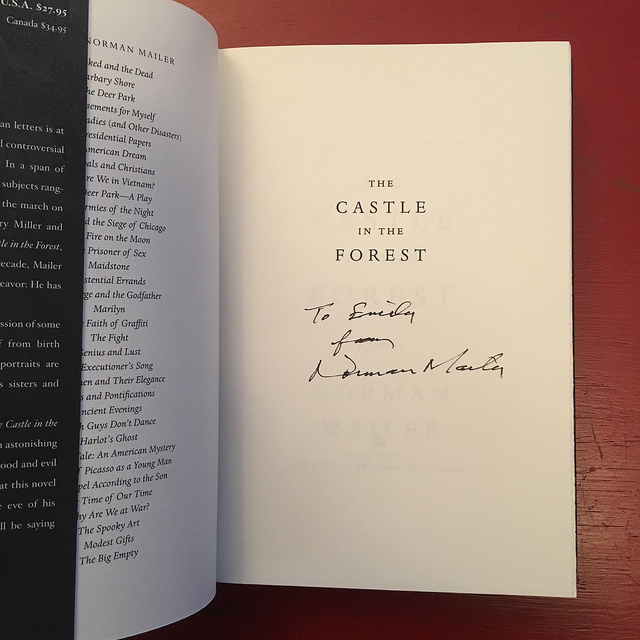 U.S.A. $27.95
Canada $34.95
an letters is at
controversial
In a span of
subjects rang-
the march on
ry Miller and
tle in the Forest,
ecade, Mailer
eavor: He has
ssion of some
from birth
portraits are
s sisters and
e Castle in the
astonishing
ood and evil
at this novel
eve of his
ll be saying
NORMAN MAILER
ked and the Dead
arbary Shore
he Deer Park
sements for Myself
adies (and Other Disasters)
residential Papers
merican Dream
als and Christians
re We in Vietnam?
Deer Park—A Play
rmies of the Night
d the Siege of Chicago
Fire on the Moon
Prisoner of Sex
Maidstone
stential Errands
ge and the Godfather
Marilyn
Faith of Graffiti
The Fight
enius and Lust
Executioner's Song
en and Their Elegance
s and Pontifications
ncient Evenings
h Guys Don't Dance
Harlot's Ghost
ale: An American Mystery
f Picasso as a Young Man
pel According to the Son
Time of Our Time
hy Are We at War?
The Spooky Art
Modest Gifts
The Big Empty
THE
CASTLE
IN THE
FOREST
To Emily
from
Norman Mailer
NORMAN
MAILER